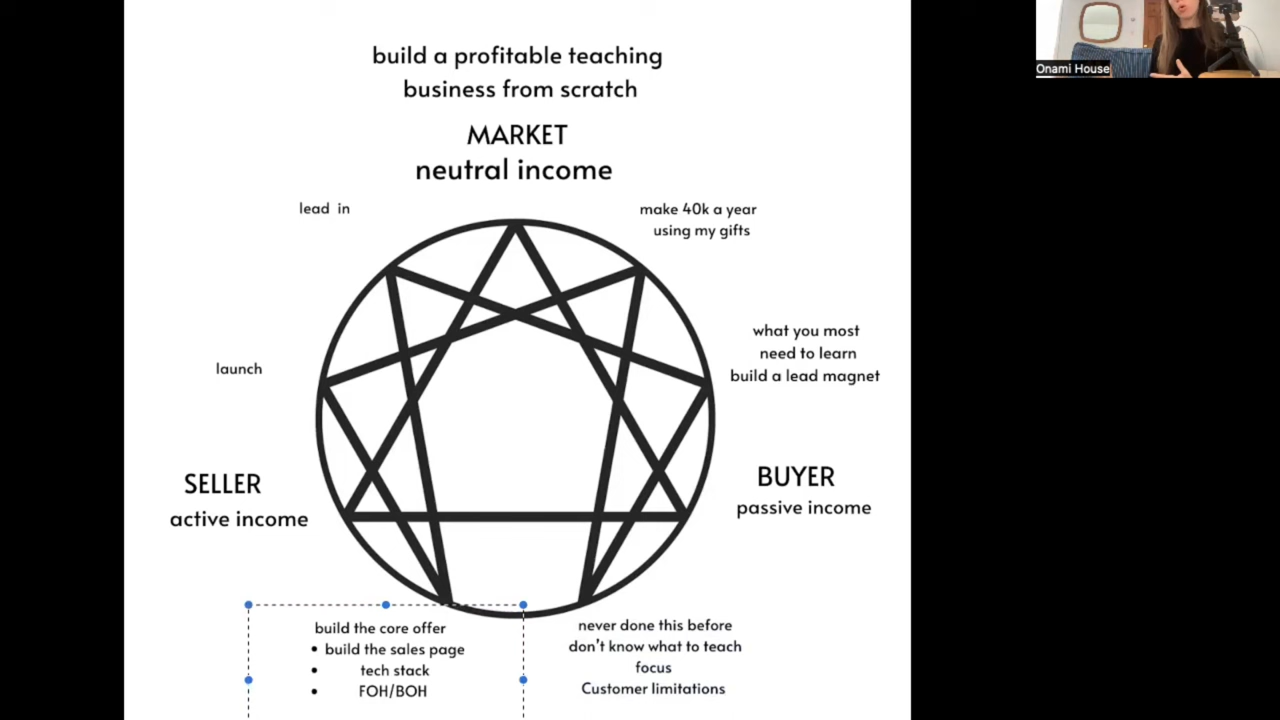 build a profitable teaching
business from scratch
MARKET
neutral income
lead in
make 40k a year
using my gifts
what you most
need to learn
build a lead magnet
launch
SELLER
active income
BUYER
passive income
build the core offer
• build the sales page
• tech stack
• FOH/BOH
never done this before
don't know what to teach
focus
Customer limitations
Onami House